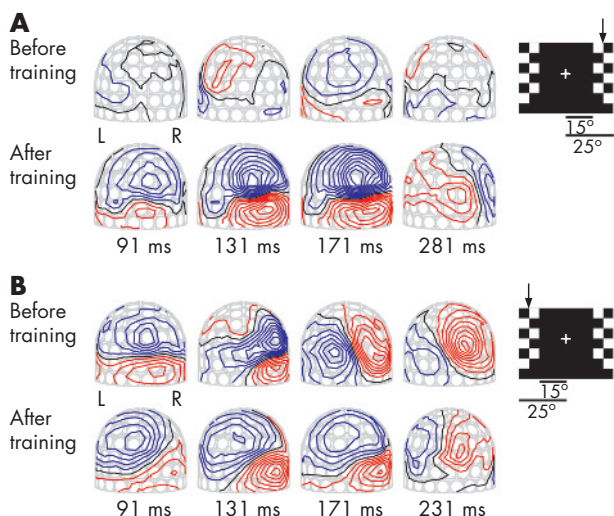 A
Before
training
L R
After
training
91 ms 131 ms 171 ms 281 ms
15°
25°
B
Before
training
L R
After
training
91 ms 131 ms 171 ms 231 ms
15°
25°